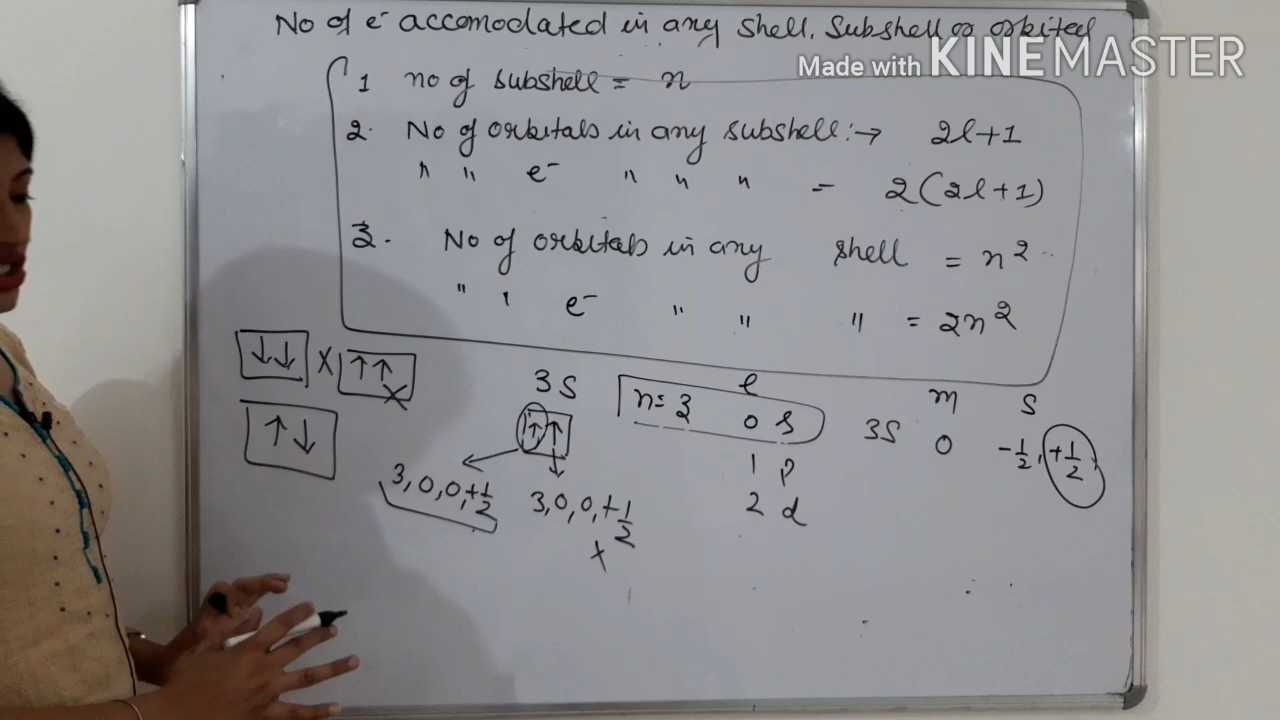 No of e⁻ accomodated in any shell, Subshell or orbital
Made with KINEMASTER
1 no of subshell = n
2. No of orbitals in any subshell :→ 2l+1
" " e⁻ " " " = 2(2l+1)
3. No of orbitals in any shell = n²
" " e⁻ " " " = 2n²
↓↓ X ↑↑ X
↑↓
3S n=3 l m s
↑↑ 0 s 3S 0 -1/2, +1/2
1 p
3,0,0,+1/2 3,0,0,+1/2 2 d
x